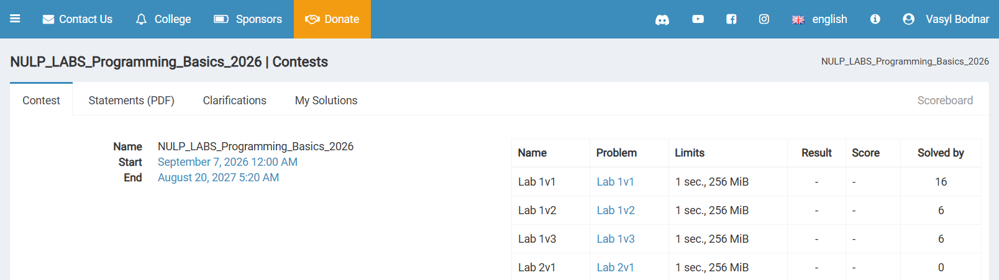 Contact Us College Sponsors Donate english Vasyl Bodnar
NULP_LABS_Programming_Basics_2026 | Contests NULP_LABS_Programming_Basics_2026
Contest Statements (PDF) Clarifications My Solutions Scoreboard
Name NULP_LABS_Programming_Basics_2026
Start September 7, 2026 12:00 AM
End August 20, 2027 5:20 AM
Name Problem Limits Result Score Solved by
Lab 1v1 Lab 1v1 1 sec., 256 MiB - - 16
Lab 1v2 Lab 1v2 1 sec., 256 MiB - - 6
Lab 1v3 Lab 1v3 1 sec., 256 MiB - - 6
Lab 2v1 Lab 2v1 1 sec., 256 MiB - - 0